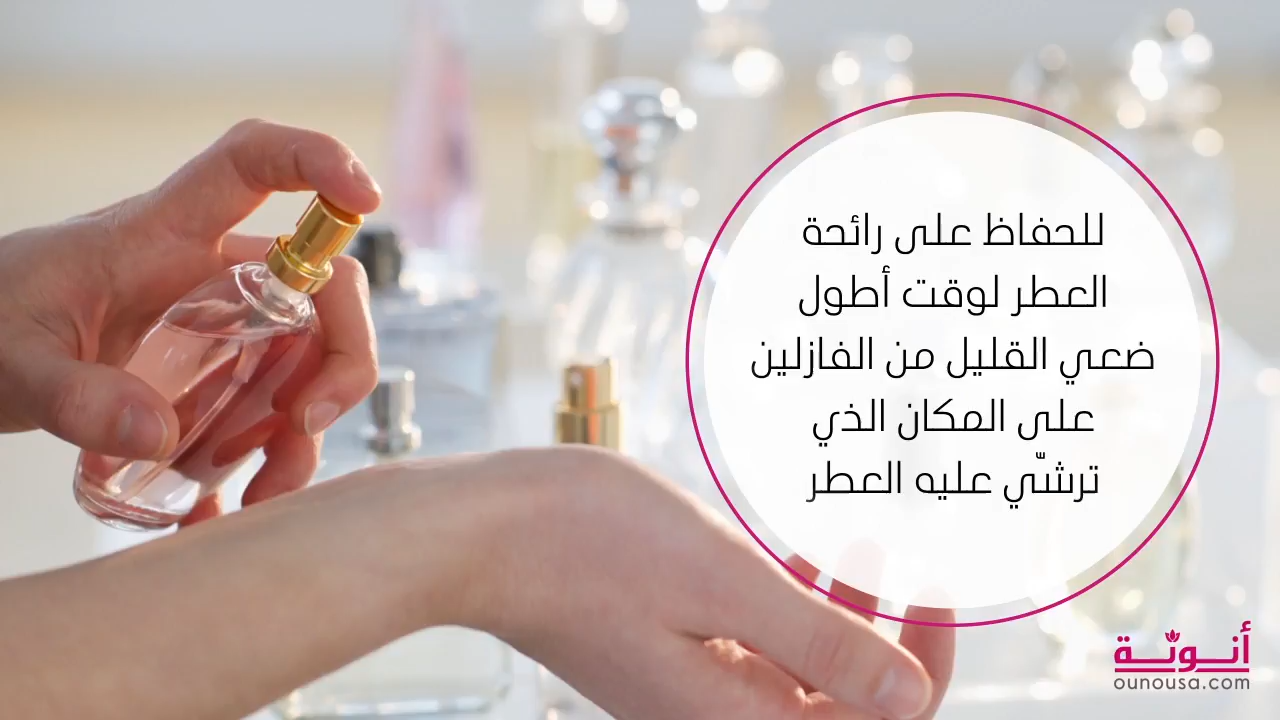 للحفاظ على رائحة
العطر لوقت أطول
ضعي القليل من الفازلين
على المكان الذي
ترشّي عليه العطر
أنوثة
ounousa.com